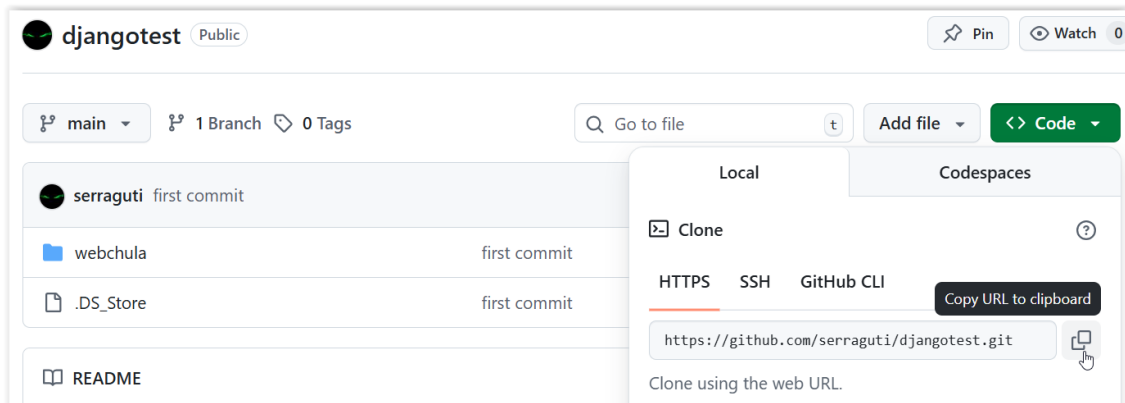 djangotest Public Pin Watch 0
main 1 Branch 0 Tags Go to file t Add file Code
Local Codespaces
serraguti first commit
Clone
webchula first commit
HTTPS SSH GitHub CLI
Copy URL to clipboard
.DS_Store first commit
https://github.com/serraguti/djangotest.git
README
Clone using the web URL.